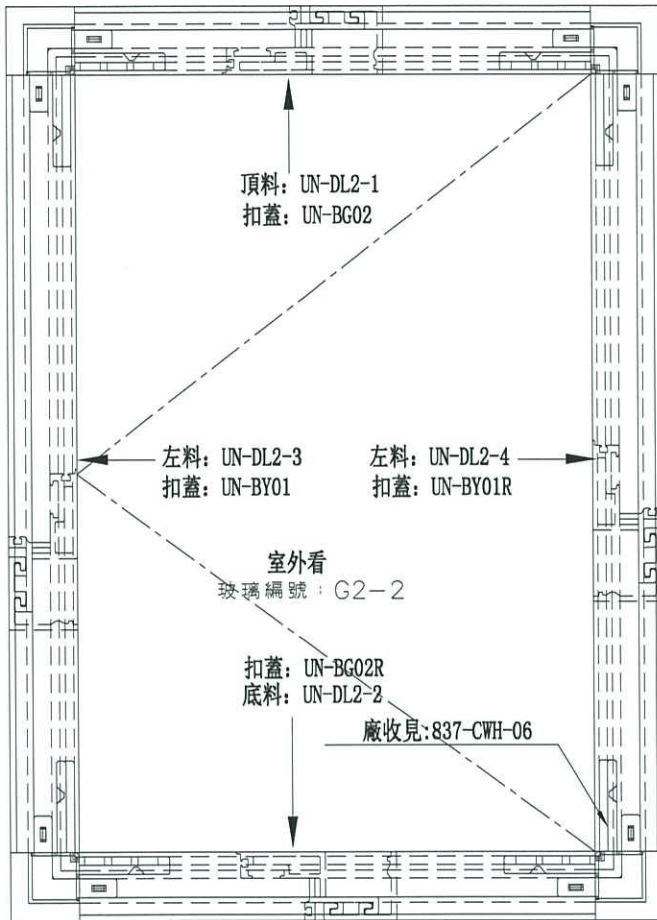 頂料: UN-DL2-1
扣蓋: UN-BG02
左料: UN-DL2-3
扣蓋: UN-BY01
左料: UN-DL2-4
扣蓋: UN-BY01R
室外看
玻璃編號：G2-2
扣蓋: UN-BG02R
底料: UN-DL2-2
廠收見:837-CWH-06